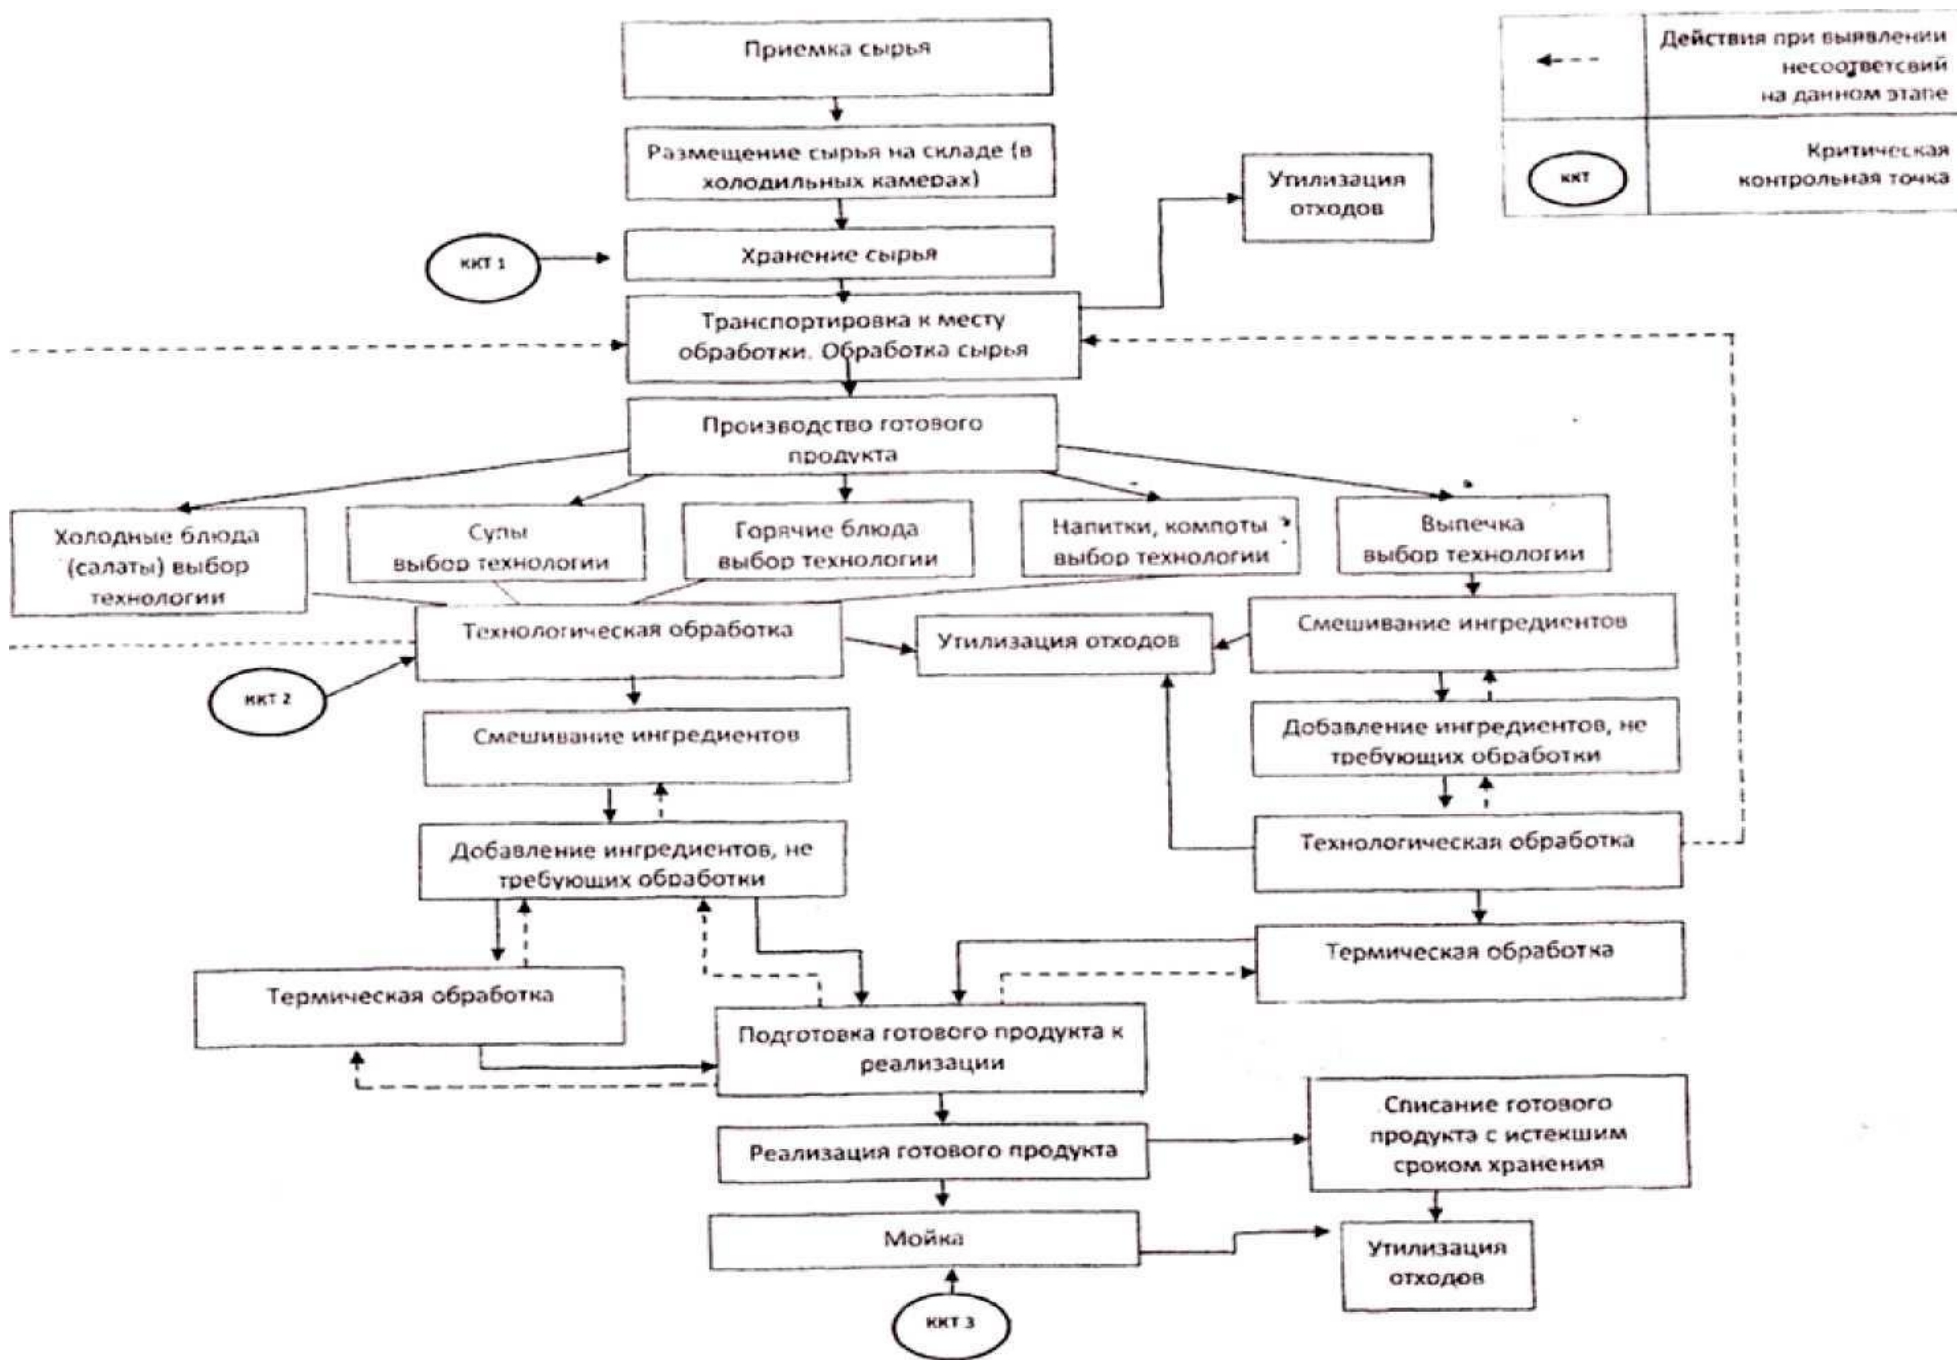 Приемка сырья
Действия при выявлении
несоответсвий
на данном этапе
Размещение сырья на складе (в
холодильных камерах)
Критическая
контрольная точка
ККТ
Утилизация
отходов
ККТ 1
Хранение сырья
Транспортировка к месту
обработки. Обработка сырья
Производство готового
продукта
Холодные блюда
(салаты) выбор
технологии
Супы
выбор технологии
Горячие блюда
выбор технологии
Напитки, компоты
выбор технологии
Выпечка
выбор технологии
Технологическая обработка
Утилизация отходов
Смешивание ингредиентов
ККТ 2
Смешивание ингредиентов
Добавление ингредиентов, не
требующих обработки
Добавление ингредиентов, не
требующих обработки
Технологическая обработка
Термическая обработка
Термическая обработка
Подготовка готового продукта к
реализации
Реализация готового продукта
Списание готового
продукта с истекшим
сроком хранения
Мойка
Утилизация
отходов
ККТ 3